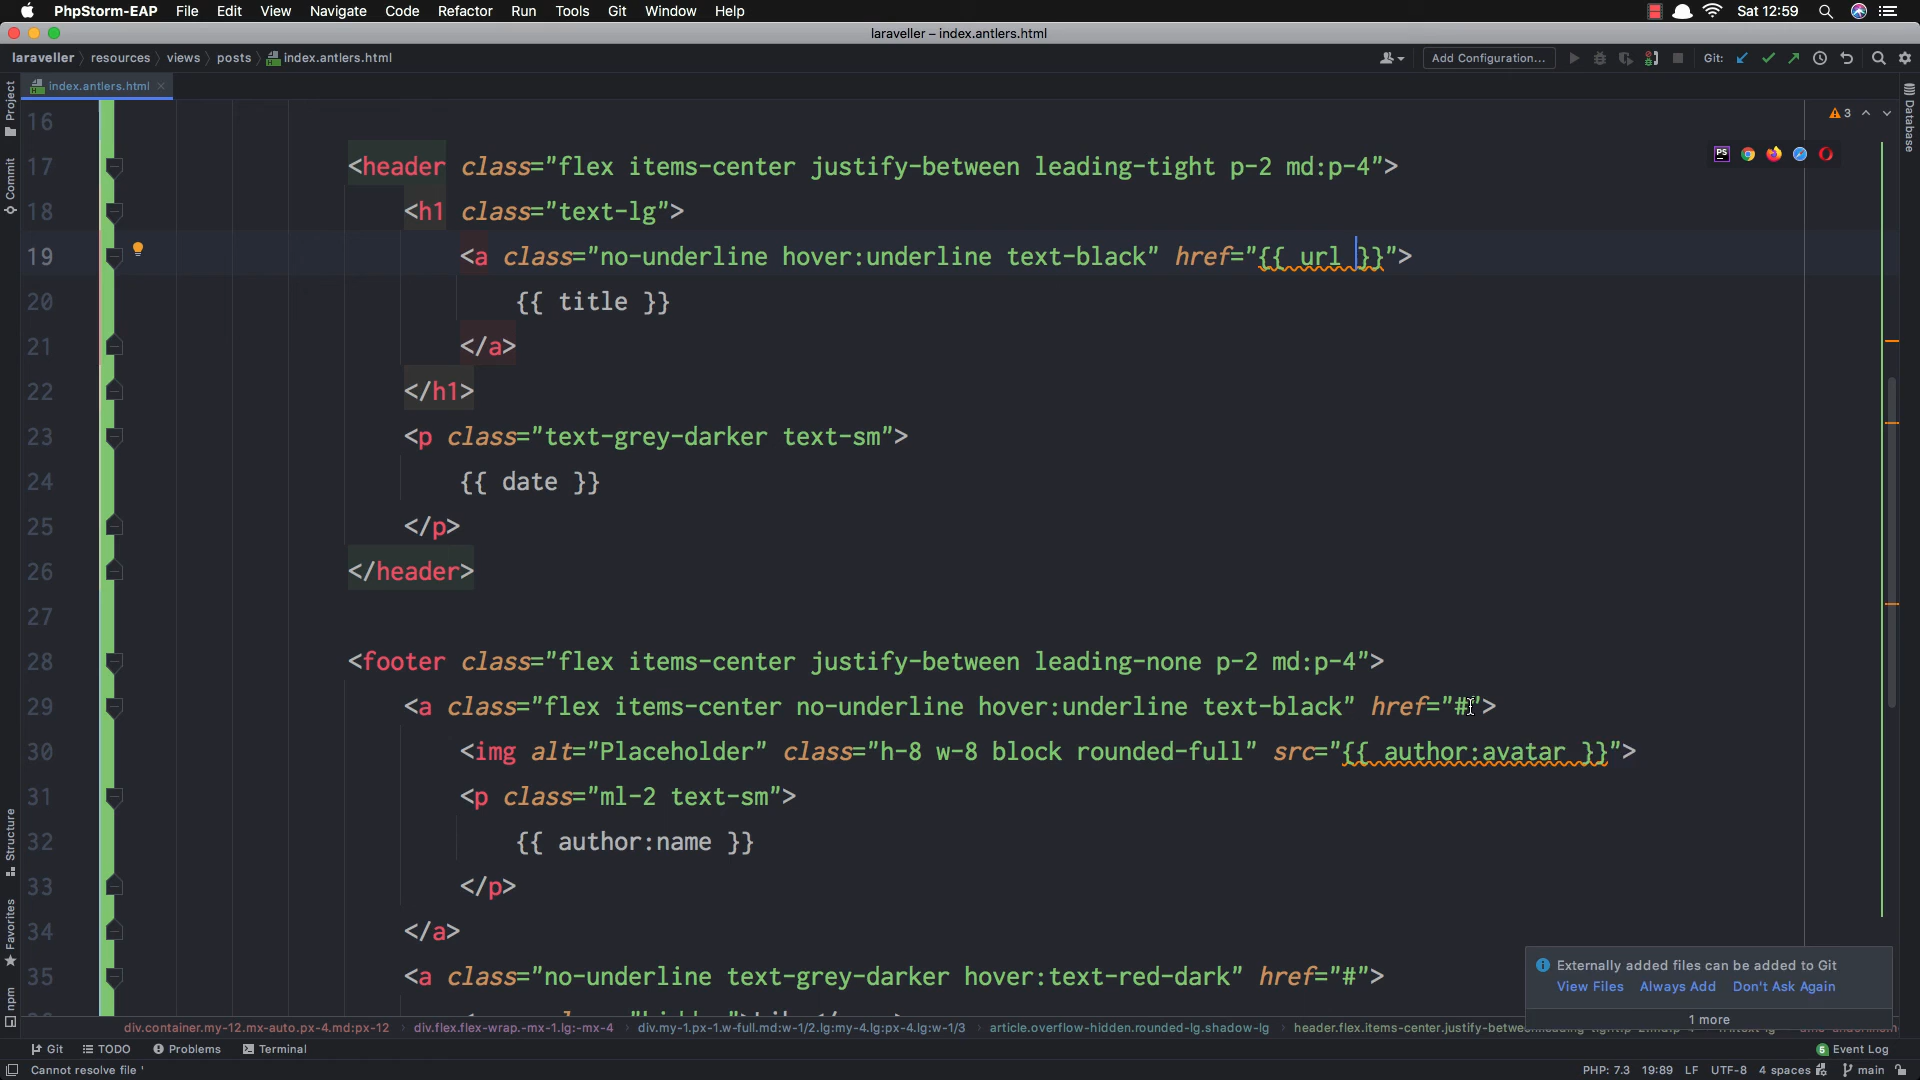 PhpStorm-EAP File Edit View Navigate Code Refactor Run Tools Git Window Help Sat 12:59
laraveller – index.antlers.html
laraveller resources views posts index.antlers.html Add Configuration... Git:
index.antlers.html
Project
Commit
Structure
Favorites
npm
Database
3
16
17 <header class="flex items-center justify-between leading-tight p-2 md:p-4">
18 <h1 class="text-lg">
19 <a class="no-underline hover:underline text-black" href="{{ url }}">
20 {{ title }}
21 </a>
22 </h1>
23 <p class="text-grey-darker text-sm">
24 {{ date }}
25 </p>
26 </header>
27
28 <footer class="flex items-center justify-between leading-none p-2 md:p-4">
29 <a class="flex items-center no-underline hover:underline text-black" href="#">
30 <img alt="Placeholder" class="h-8 w-8 block rounded-full" src="{{ author:avatar }}">
31 <p class="ml-2 text-sm">
32 {{ author:name }}
33 </p>
34 </a>
35 <a class="no-underline text-grey-darker hover:text-red-dark" href="#">
Externally added files can be added to Git
View Files Always Add Don't Ask Again
1 more
div.container.my-12.mx-auto.px-4.md:px-12 div.flex.flex-wrap.-mx-1.lg:-mx-4 div.my-1.px-1.w-full.md:w-1/2.lg:my-4.lg:px-4.lg:w-1/3 article.overflow-hidden.rounded-lg.shadow-lg
Git TODO Problems Terminal 6 Event Log
Cannot resolve file ' PHP: 7.3 19:89 LF UTF-8 4 spaces main